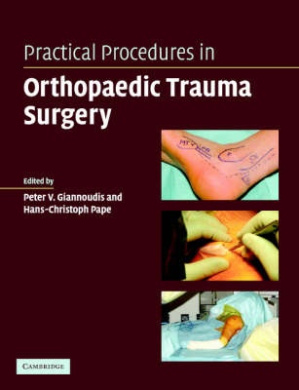 Practical Procedures in
Orthopaedic Trauma
Surgery
Edited by
Peter V. Giannoudis and
Hans-Christoph Pape
CAMBRIDGE